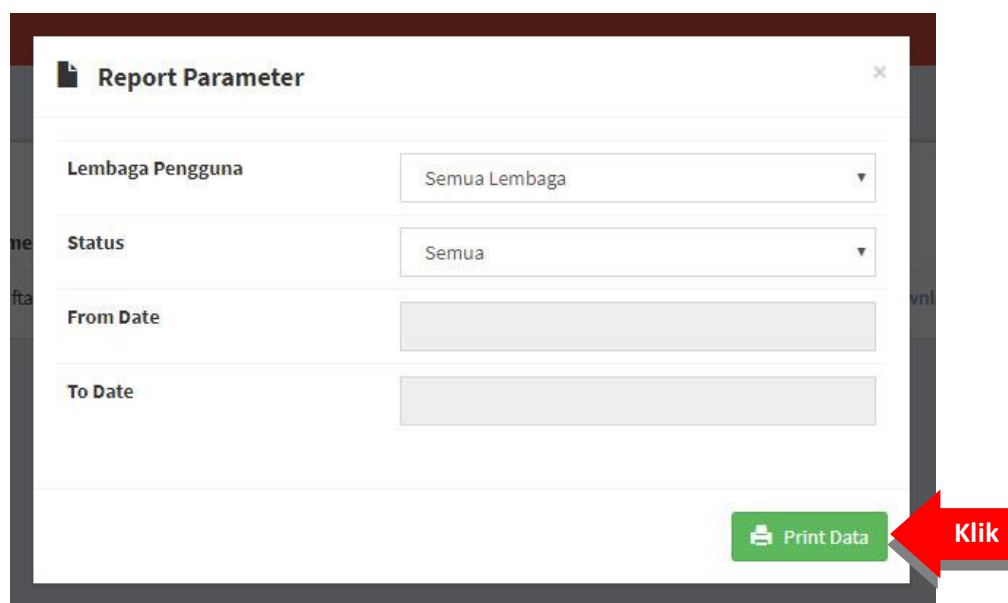 Report Parameter ×
Lembaga Pengguna Semua Lembaga
Status Semua
From Date
To Date
Print Data
Klik